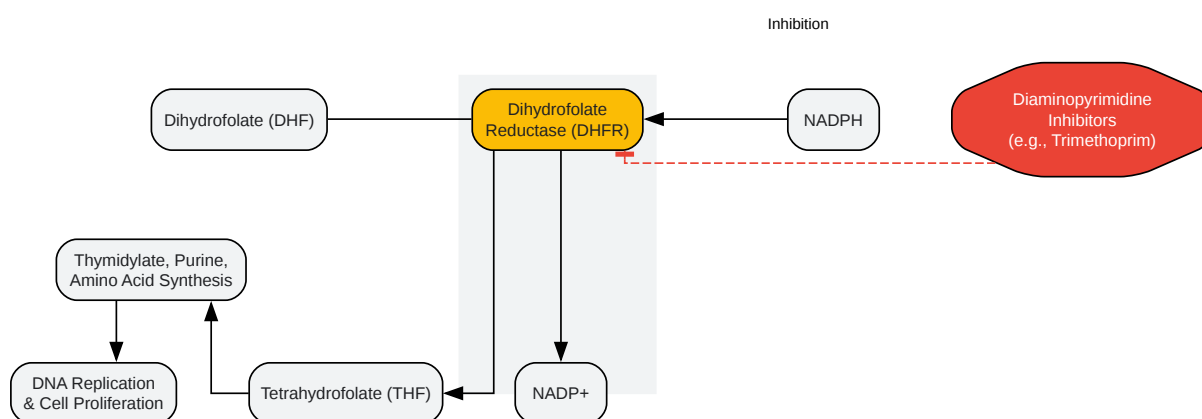 Inhibition
Dihydrofolate (DHF)
Dihydrofolate
Reductase (DHFR)
NADPH
Diaminopyrimidine
Inhibitors
(e.g., Trimethoprim)
Thymidylate, Purine,
Amino Acid Synthesis
DNA Replication
& Cell Proliferation
Tetrahydrofolate (THF)
NADP+